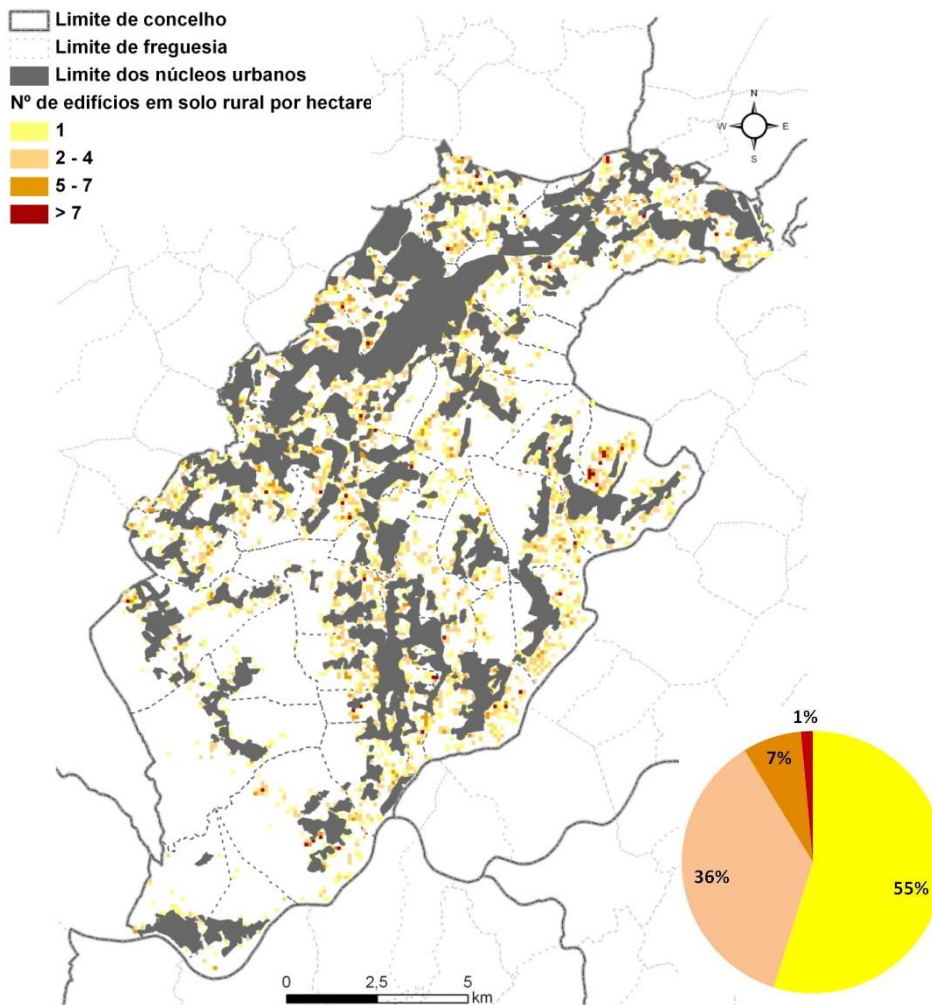 Limite de concelho
Limite de freguesia
Limite dos núcleos urbanos
Nº de edifícios em solo rural por hectare
1
2 - 4
5 - 7
> 7
N
W E
S
1%
7%
36%
55%
0 2,5 5
km